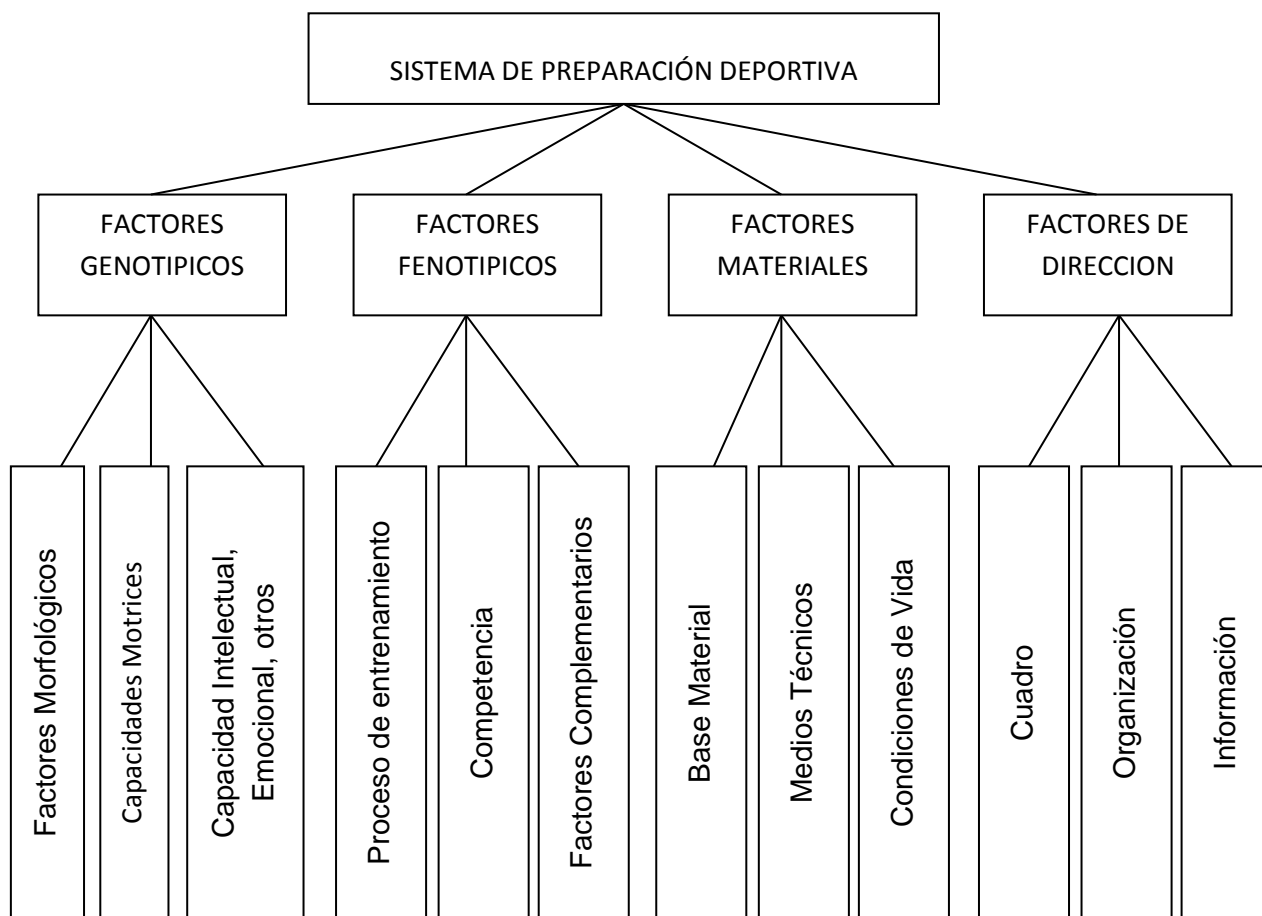 SISTEMA DE PREPARACIÓN DEPORTIVA
FACTORES
GENOTIPICOS
FACTORES
FENOTIPICOS
FACTORES
MATERIALES
FACTORES DE
DIRECCION
Factores Morfológicos
Capacidades Motrices
Capacidad Intelectual,
Emocional, otros
Proceso de entrenamiento
Competencia
Factores Complementarios
Base Material
Medios Técnicos
Condiciones de Vida
Cuadro
Organización
Información